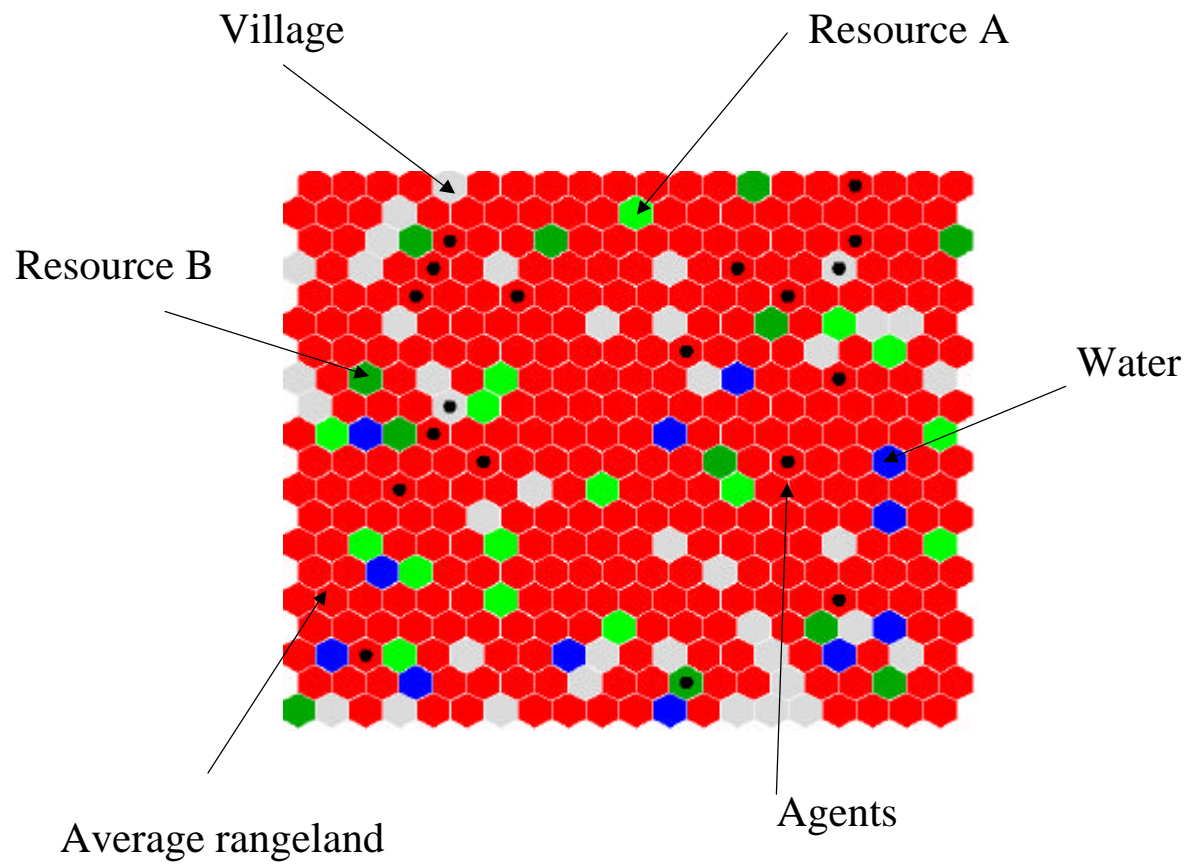 Village
Resource A
Resource B
Water
Agents
Average rangeland